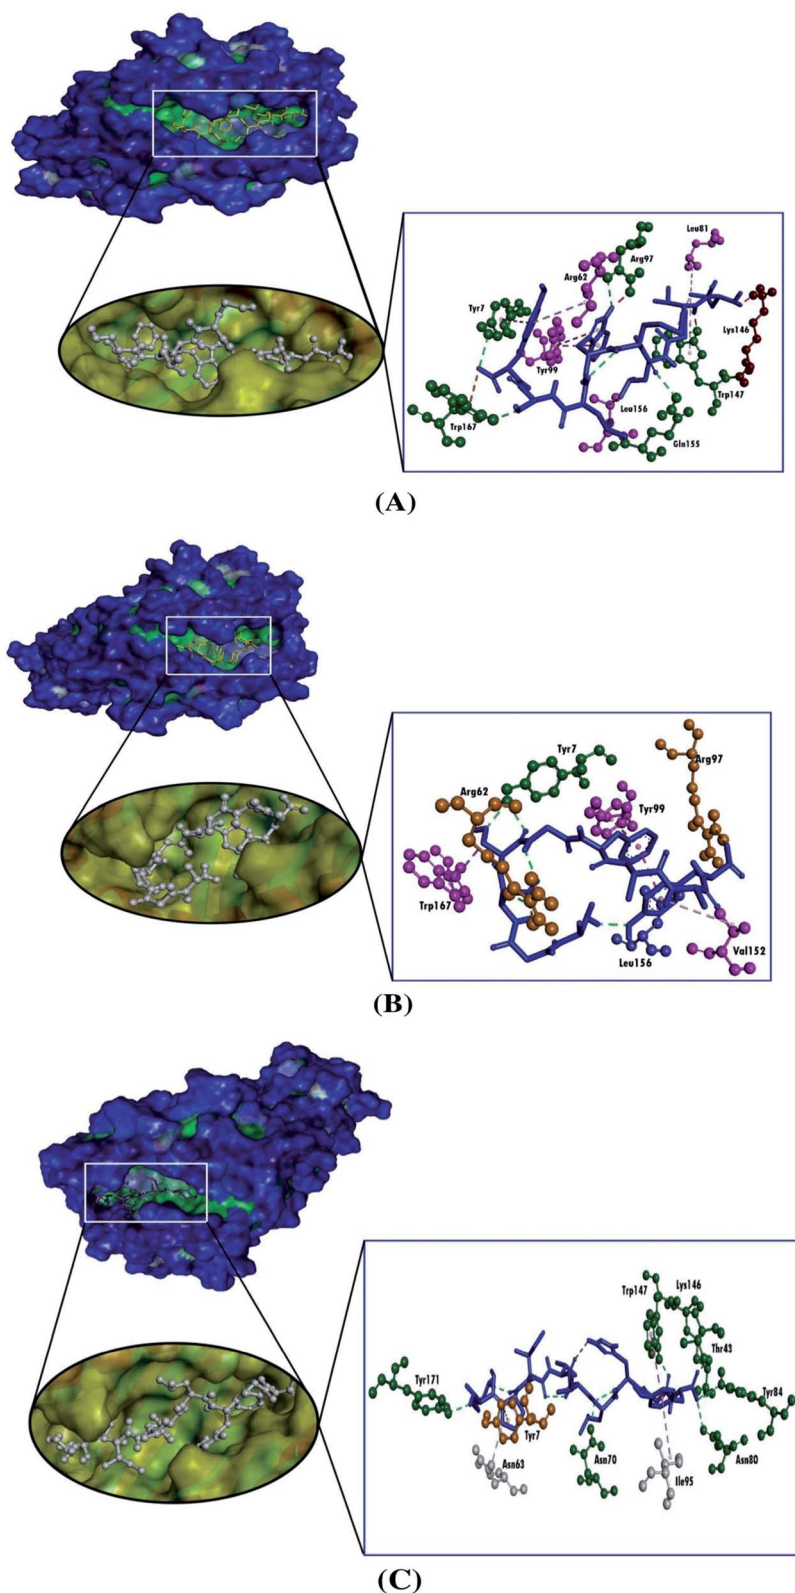 Leu81
Arg97
Arg62
Tyr7
Lys146
Tyr99
Trp147
Leu156
Trp167
Gln155
(A)
Tyr7
Arg97
Arg62
Tyr99
Trp167
Val152
Leu156
(B)
Lys146
Trp147
Thr43
Tyr171
Tyr84
Tyr7
Asn63
Asn70
Asn80
Ile95
(C)